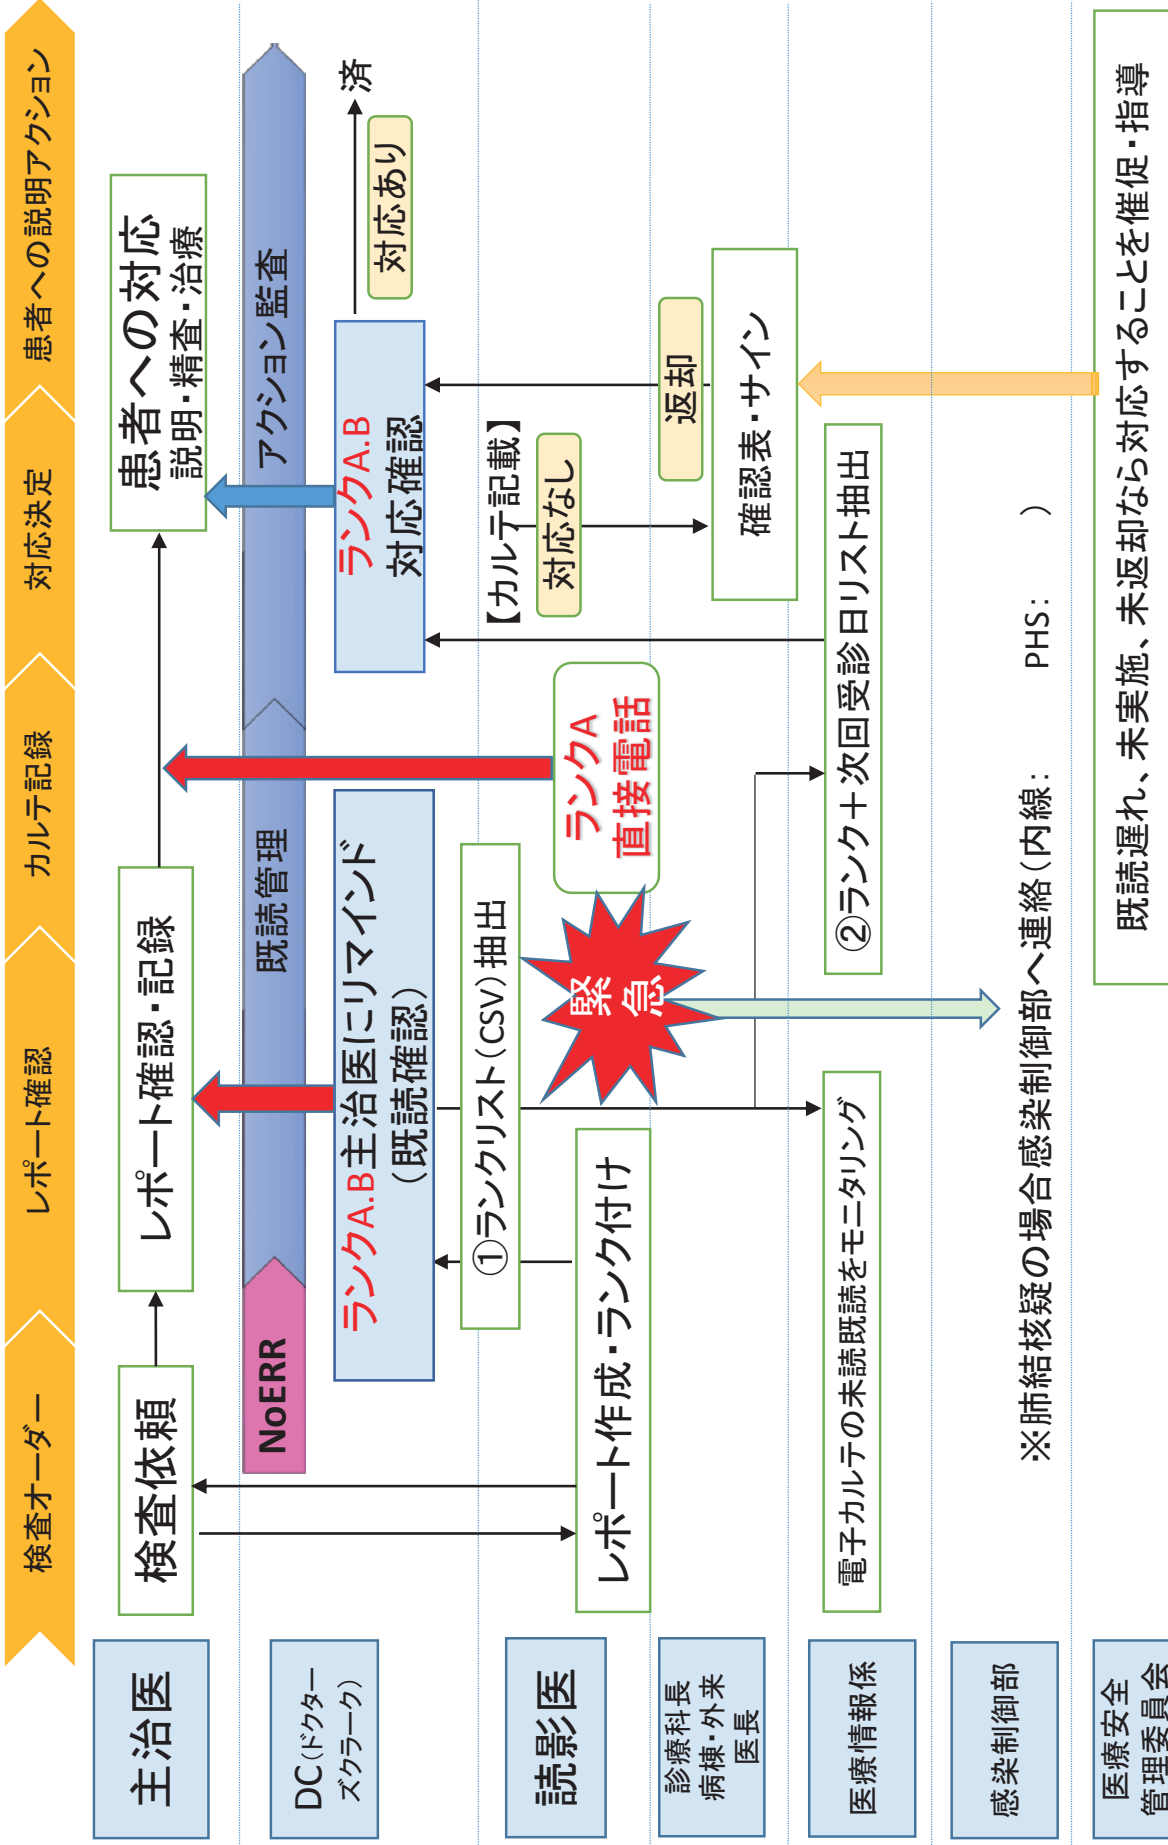 検査オーダー
レポート確認
カルテ記録
対応決定
患者への説明アクション
主治医
検査依頼
レポート確認・記録
患者への対応
説明・精査・治療
DC(ドクター
ズクラーク)
NoERR
既読管理
アクション監査
ランクA.B主治医にリマインド
(既読確認)
ランクA.B
対応確認
対応あり
済
①ランクリスト(CSV)抽出
【カルテ記載】
対応なし
読影医
レポート作成・ランク付け
緊
急
ランクA
直接電話
返却
診療科長
病棟・外来
医長
確認表・サイン
医療情報係
電子カルテの未読既読をモニタリング
②ランク+次回受診日リスト抽出
感染制御部
※肺結核疑の場合感染制御部へ連絡(内線: PHS: )
医療安全
管理委員会
既読遅れ、未実施、未返却なら対応することを催促・指導